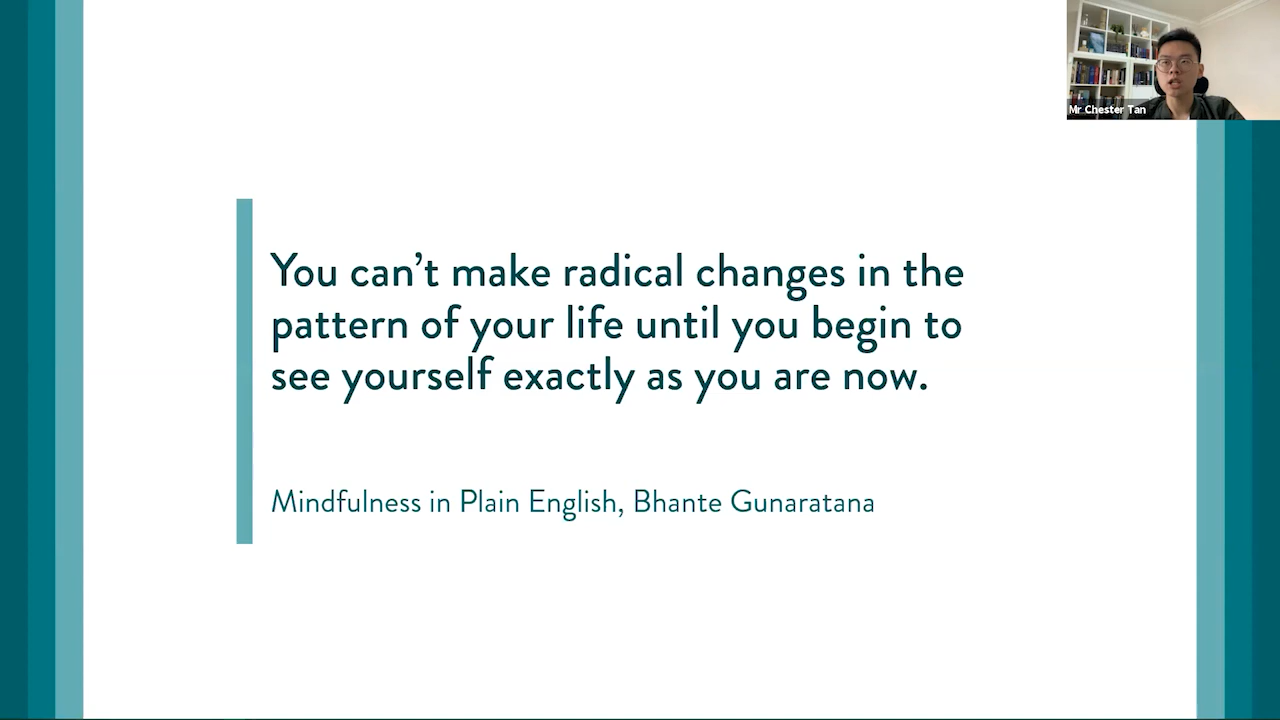 Mr Chester Tan
You can’t make radical changes in the
pattern of your life until you begin to
see yourself exactly as you are now.
Mindfulness in Plain English, Bhante Gunaratana